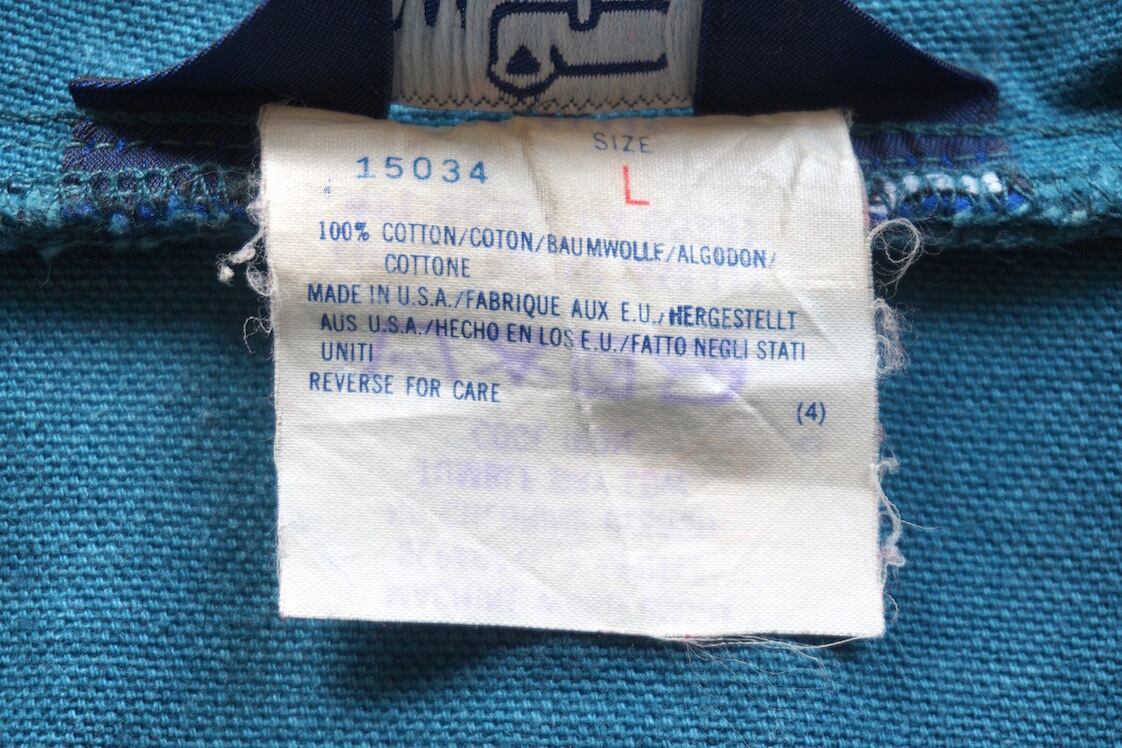 15034
SIZE
L
100% COTTON/COTON/BAUMWOLLE/ALGODON/
COTTONE
MADE IN U.S.A./FABRIQUE AUX E.U./HERGESTELLT
AUS U.S.A./HECHO EN LOS E.U./FATTO NEGLI STATI
UNITI
REVERSE FOR CARE
(4)